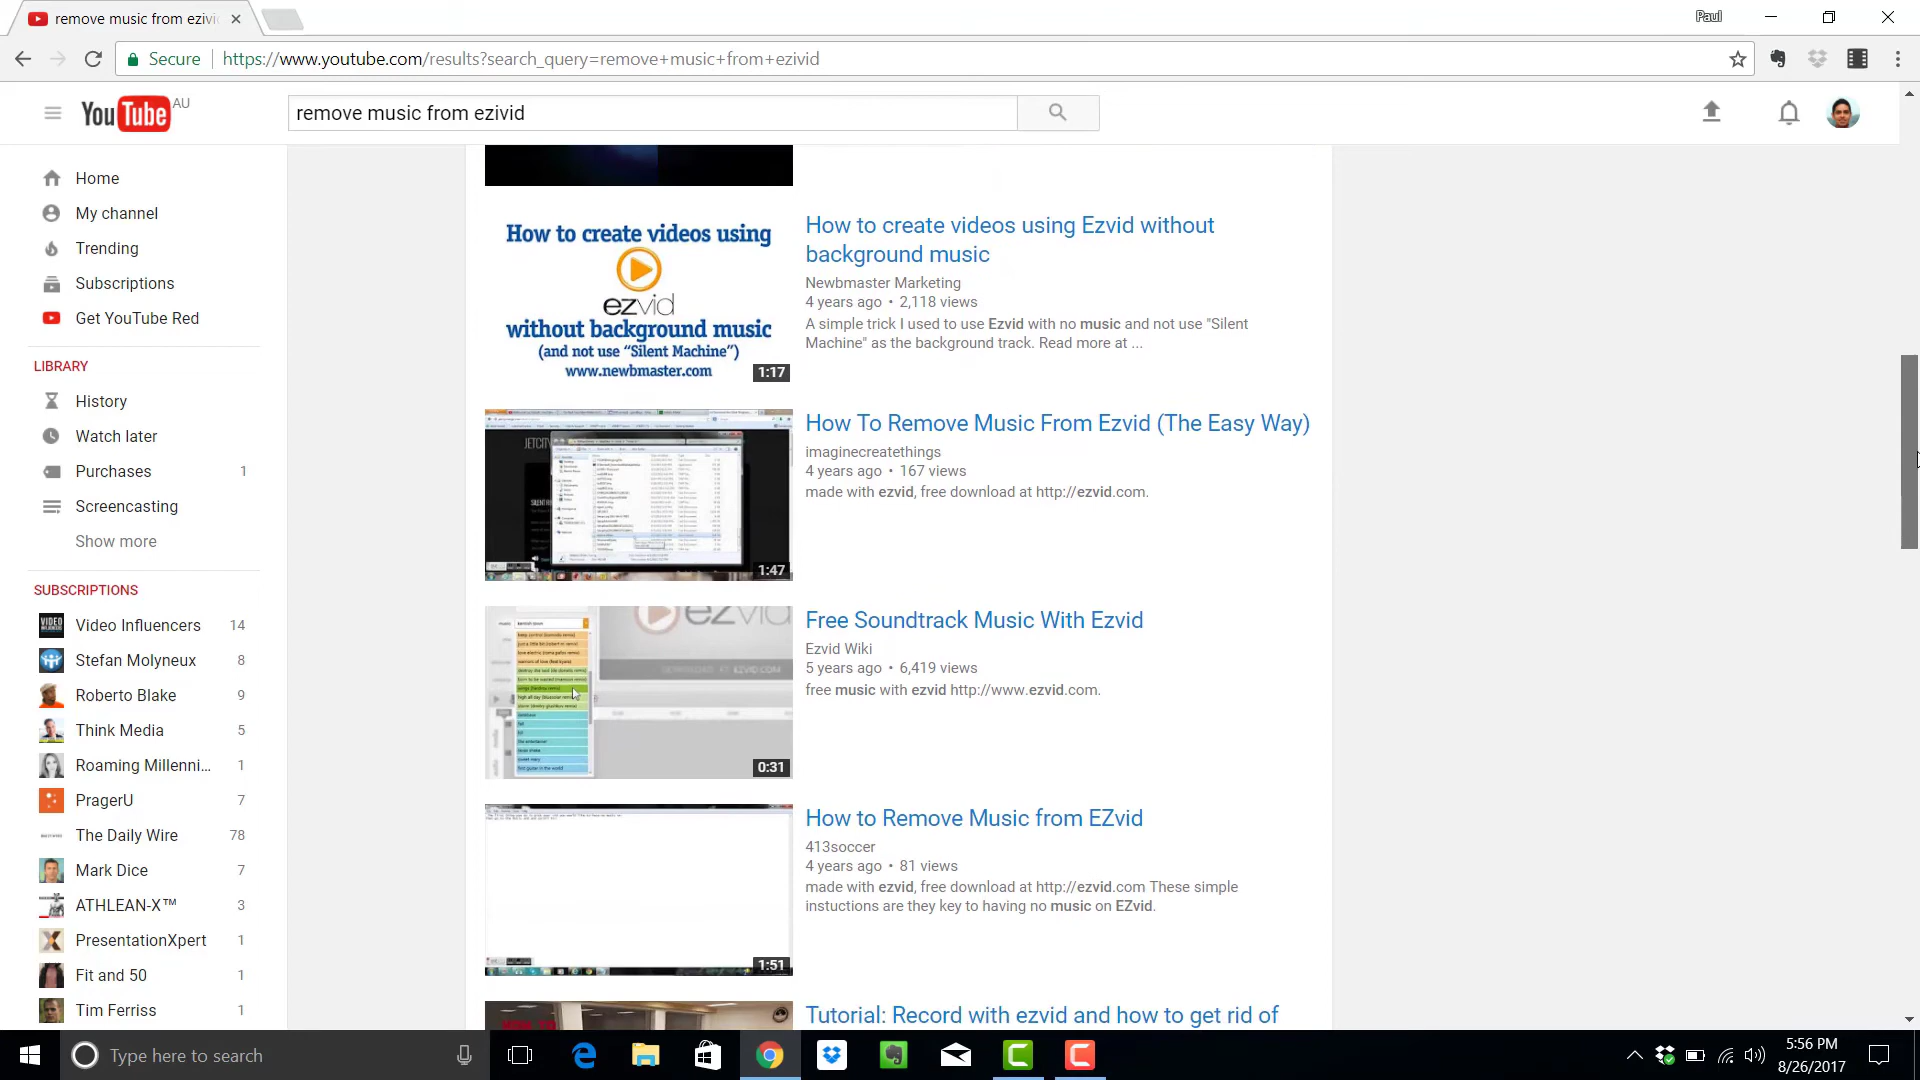 remove music from eziv
Paul
Secure
https://www.youtube.com/results?search_query=remove+music+from+ezivid
YouTube AU
remove music from ezivid
Home
My channel
Trending
Subscriptions
Get YouTube Red
LIBRARY
History
Watch later
Purchases 1
Screencasting
Show more
SUBSCRIPTIONS
Video Influencers 14
Stefan Molyneux 8
Roberto Blake 9
Think Media 5
Roaming Millenni... 1
PragerU 7
The Daily Wire 78
Mark Dice 7
ATHLEAN-X™ 3
PresentationXpert 1
Fit and 50 1
Tim Ferriss 1
How to create videos using
ezvid
without background music
(and not use “Silent Machine”)
www.newbmaster.com
1:17
How to create videos using Ezvid without
background music
Newbmaster Marketing
4 years ago • 2,118 views
A simple trick I used to use Ezvid with no music and not use "Silent
Machine" as the background track. Read more at ...
JETCITY
1:47
How To Remove Music From Ezvid (The Easy Way)
imaginecreatethings
4 years ago • 167 views
made with ezvid, free download at http://ezvid.com.
ezvid
0:31
Free Soundtrack Music With Ezvid
Ezvid Wiki
5 years ago • 6,419 views
free music with ezvid http://www.ezvid.com.
1:51
How to Remove Music from EZvid
413soccer
4 years ago • 81 views
made with ezvid, free download at http://ezvid.com These simple
instuctions are they key to having no music on EZvid.
Tutorial: Record with ezvid and how to get rid of
Type here to search
5:56 PM
8/26/2017